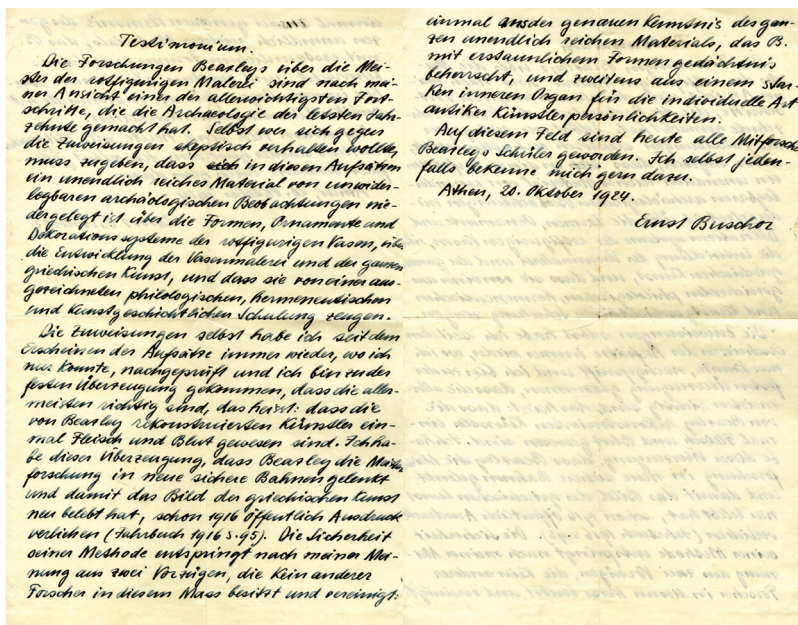 Testimonium.
Die Forschungen Beazleys über die Mei-
ster der rotfigurigen Malerei sind nach mei-
ner Ansicht einer der allerwichtigsten Fort-
schritte, die die Archaeologie der letzten Jahr-
zehnte gemacht hat. Selbst wer sich gegen
die Zuweisungen skeptisch verhalten wollte,
muss zugeben, dass sich in diesen Aufsätzen
ein unendlich reiches Material von unwider-
legbaren archäologischen Beobachtungen nie-
dergelegt ist über die Formen, Ornamente und
Dekorationssysteme der rotfigurigen Vasen, über
die Entwicklung der Vasenmalerei und der ganzen
griechischen Kunst, und dass sie von einer aus-
gezeichneten philologischen, hermeneutischen
und kunstgeschichtlichen Schulung zeugen.
Die Zuweisungen selbst habe ich seit dem
Erscheinen der Aufsätze immer wieder, wo ich
nur konnte, nachgeprüft und ich bin zu der
festen Überzeugung gekommen, dass die aller-
meisten richtig sind, das heisst: dass die
von Beazley rekonstruierten Künstler ein-
mal Fleisch und Blut gewesen sind. Ich ha-
be dieser Überzeugung, dass Beazley die Meister-
forschung in neue sichere Bahnen gelenkt
und damit das Bild der griechischen Kunst
neu belebt hat, schon 1916 öffentlich Ausdruck
verliehen (Jahrbuch 1916 S. 95). Die Sicherheit
seiner Methode entspringt nach meiner Mei-
nung aus zwei Vorzügen, die kein anderer
Forscher in diesem Mass besitzt und vereinigt:
einmal aus der genauen Kenntnis des gan-
zen unendlich reichen Materials, das B.
mit erstaunlichem Formengedächtnis
beherrscht, und zweitens aus einem star-
ken inneren Organ für die individuelle Art
antiker Künstlerpersönlichkeiten.
Auf diesem Feld sind heute alle Mitforscher
Beazleys Schüler geworden. Ich selbst jeden-
falls bekenne mich gern dazu.
Athen, 20. Oktober 1924.
Ernst Buschor